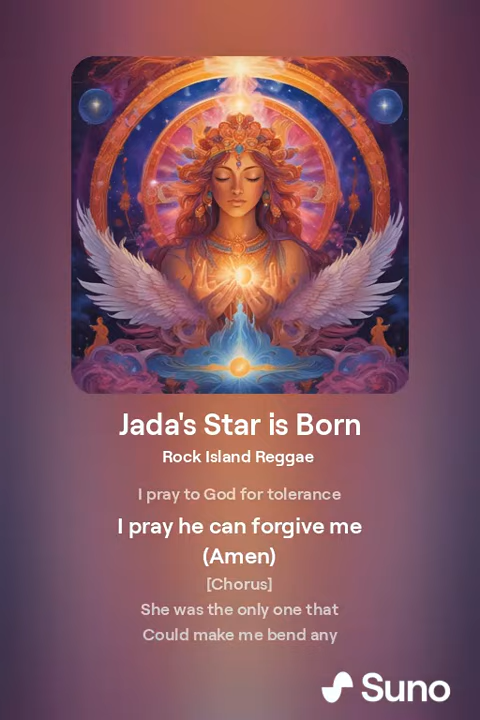 Jada's Star is Born
Rock Island Reggae
I pray to God for tolerance
I pray he can forgive me
(Amen)
[Chorus]
She was the only one that
Could make me bend any
Suno